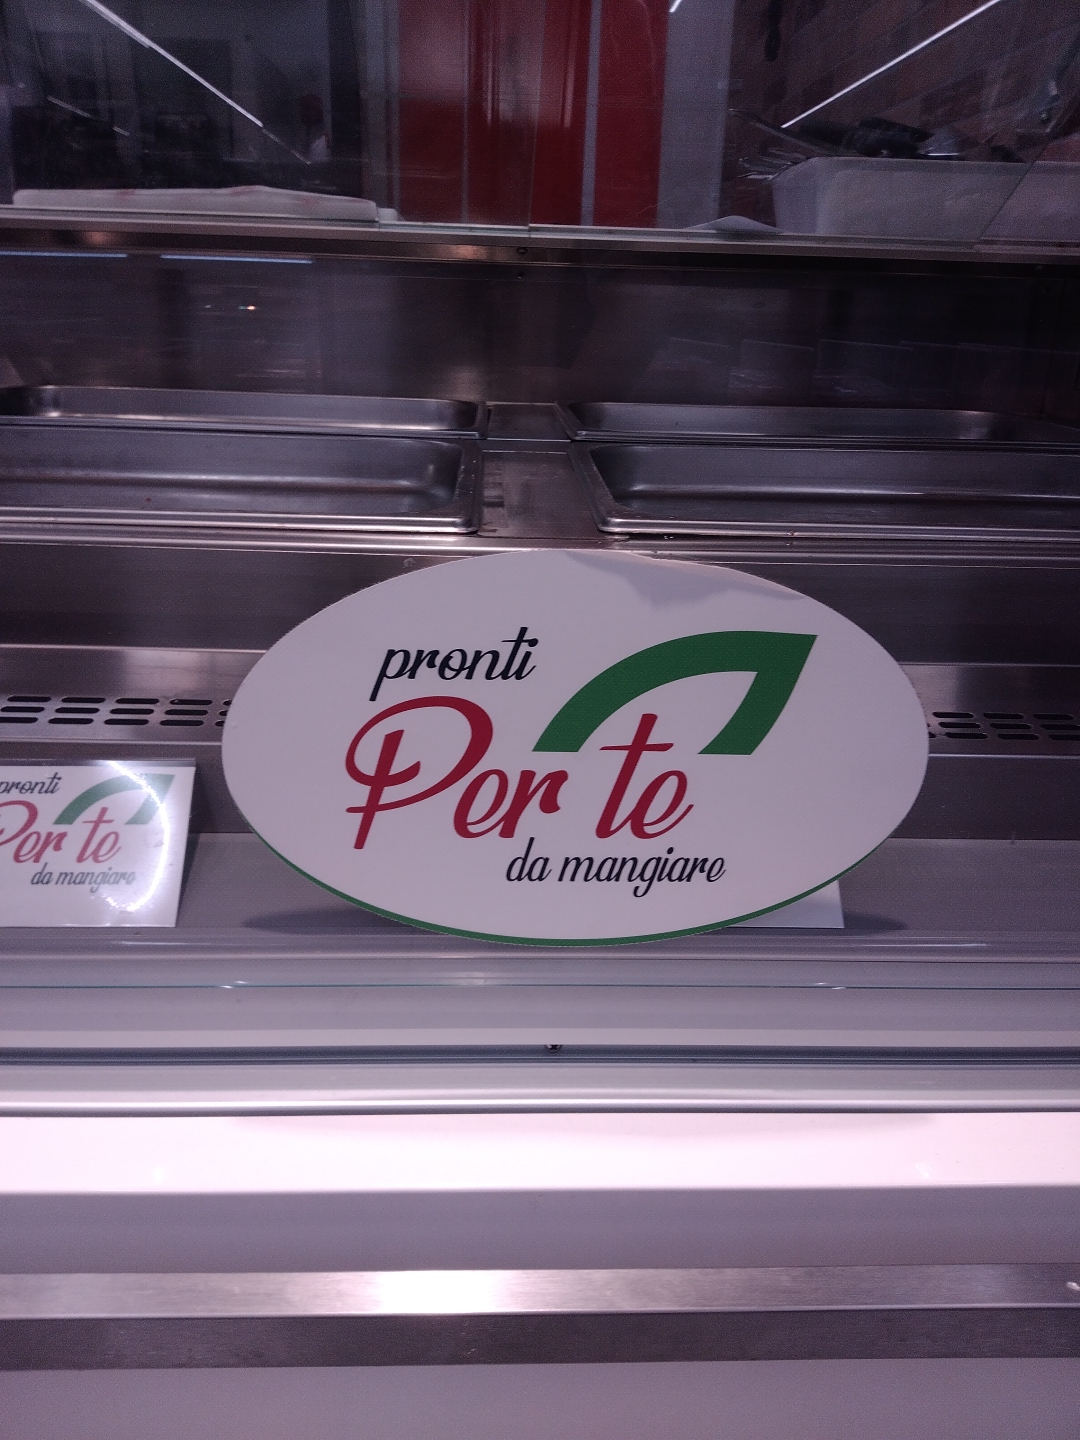 pronti
Per te
da mangiare
pronti
Per te
da mangiare